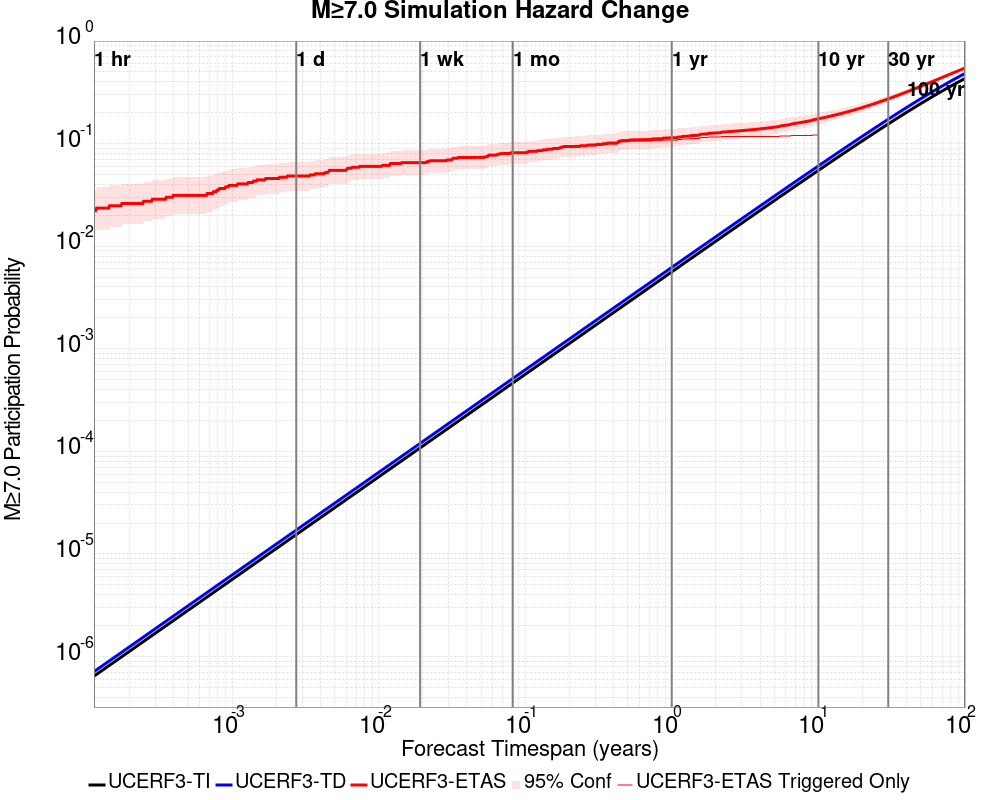 M≥7.0 Simulation Hazard Change
10^0
10^-1
10^-2
10^-3
10^-4
10^-5
10^-6
M≥7.0 Participation Probability
1 hr
1 d
1 wk
1 mo
1 yr
10 yr
30 yr
100 yr
10^-3
10^-2
10^-1
10^0
10^1
10^2
Forecast Timespan (years)
UCERF3-TI UCERF3-TD UCERF3-ETAS 95% Conf UCERF3-ETAS Triggered Only